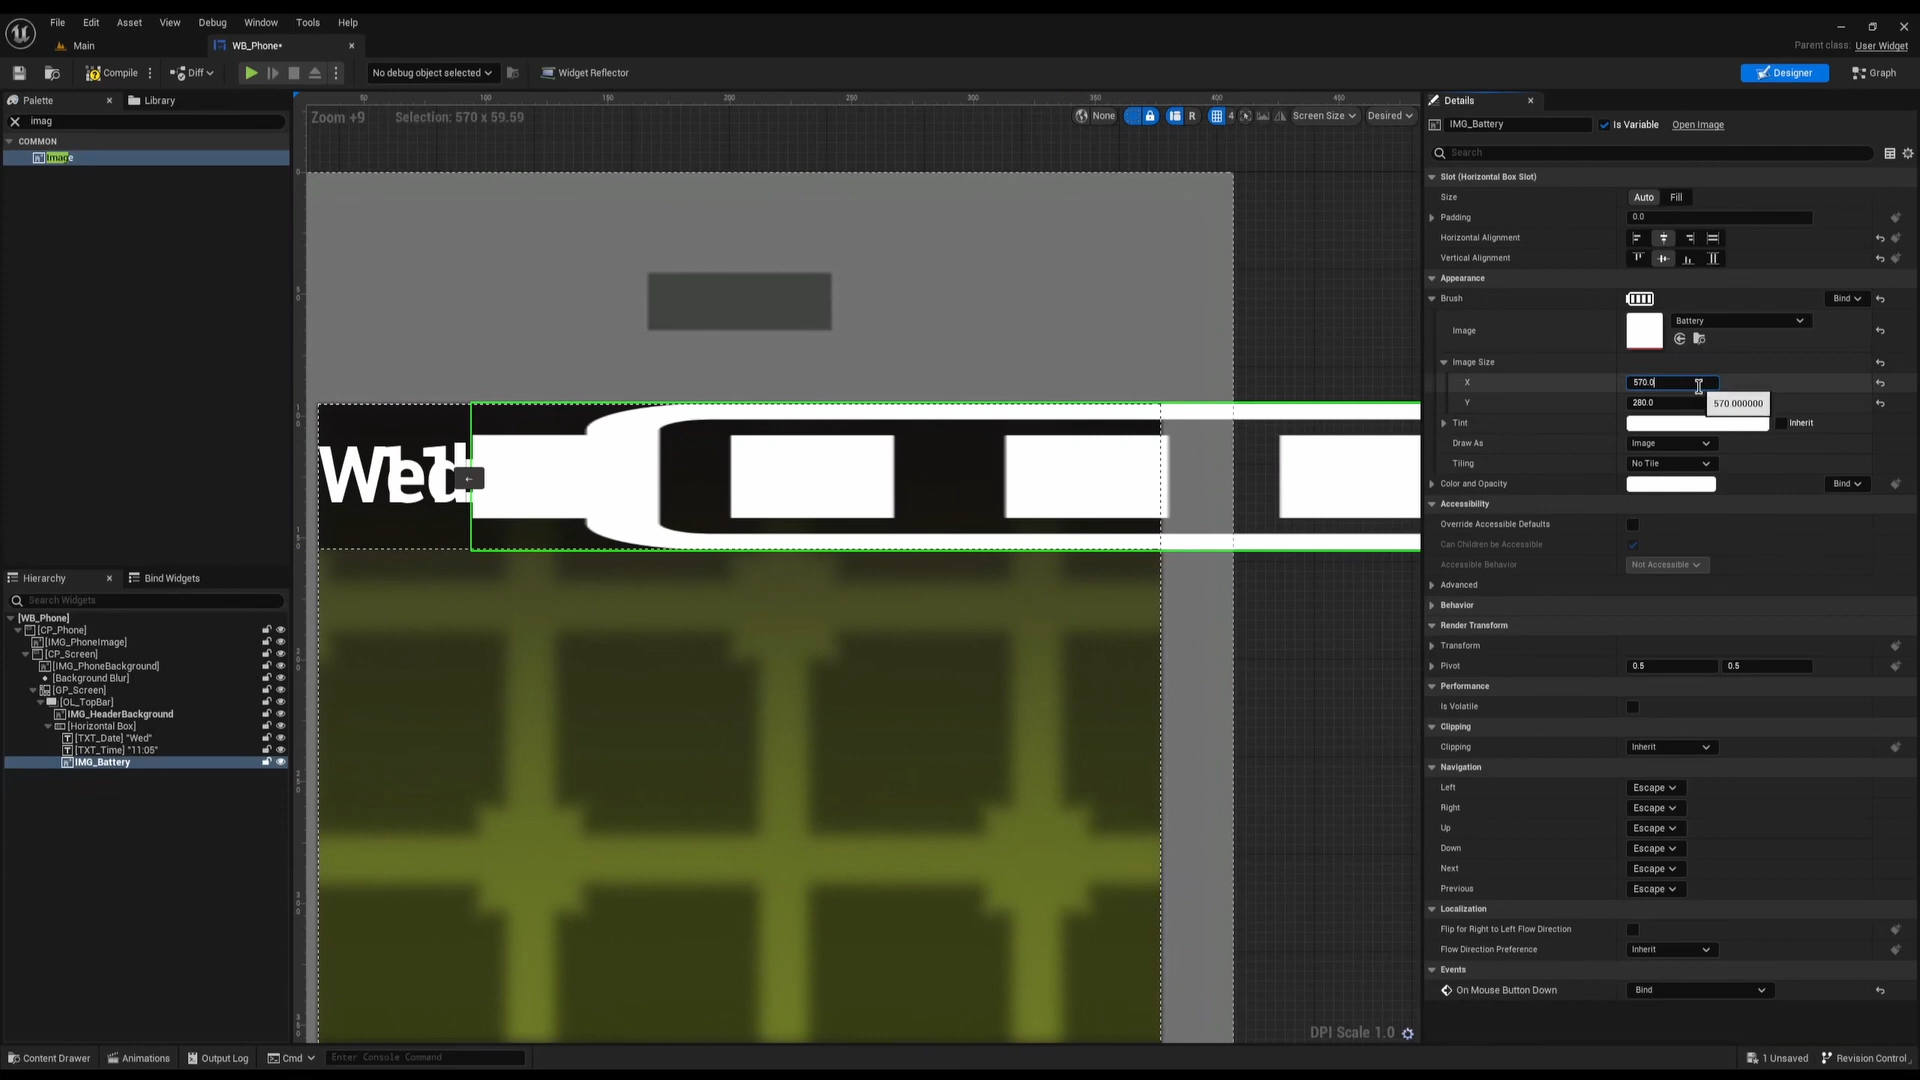 File Edit Asset View Debug Window Tools Help
Main
WB_Phone•
Parent class: User Widget
Compile
Diff
No debug object selected
Widget Reflector
Designer
Graph
Palette
Library
imag
COMMON
Image
Zoom +9
Selection: 570 x 59.59
None
R
4
Screen Size
Desired
50 100 150 200 250 300 350 400 450
Wed
DPI Scale 1.0
Hierarchy
Bind Widgets
Search Widgets
[WB_Phone]
[CP_Phone]
[IMG_PhoneImage]
[CP_Screen]
[IMG_PhoneBackground]
[Background Blur]
[GP_Screen]
[OL_TopBar]
IMG_HeaderBackground
[Horizontal Box]
[TXT_Date] "Wed"
[TXT_Time] "11:05"
IMG_Battery
Details
IMG_Battery
Is Variable
Open Image
Search
Slot (Horizontal Box Slot)
Size
Auto
Fill
Padding
0.0
Horizontal Alignment
Vertical Alignment
Appearance
Brush
Bind
Image
Battery
Image Size
X
570.0
Y
280.0
570.000000
Tint
Inherit
Draw As
Image
Tiling
No Tile
Color and Opacity
Bind
Accessibility
Override Accessible Defaults
Can Children be Accessible
Accessible Behavior
Not Accessible
Advanced
Behavior
Render Transform
Transform
Pivot
0.5
0.5
Performance
Is Volatile
Clipping
Clipping
Inherit
Navigation
Left
Escape
Right
Escape
Up
Escape
Down
Escape
Next
Escape
Previous
Escape
Localization
Flip for Right to Left Flow Direction
Flow Direction Preference
Inherit
Events
On Mouse Button Down
Bind
Content Drawer
Animations
Output Log
Cmd
Enter Console Command
1 Unsaved
Revision Control